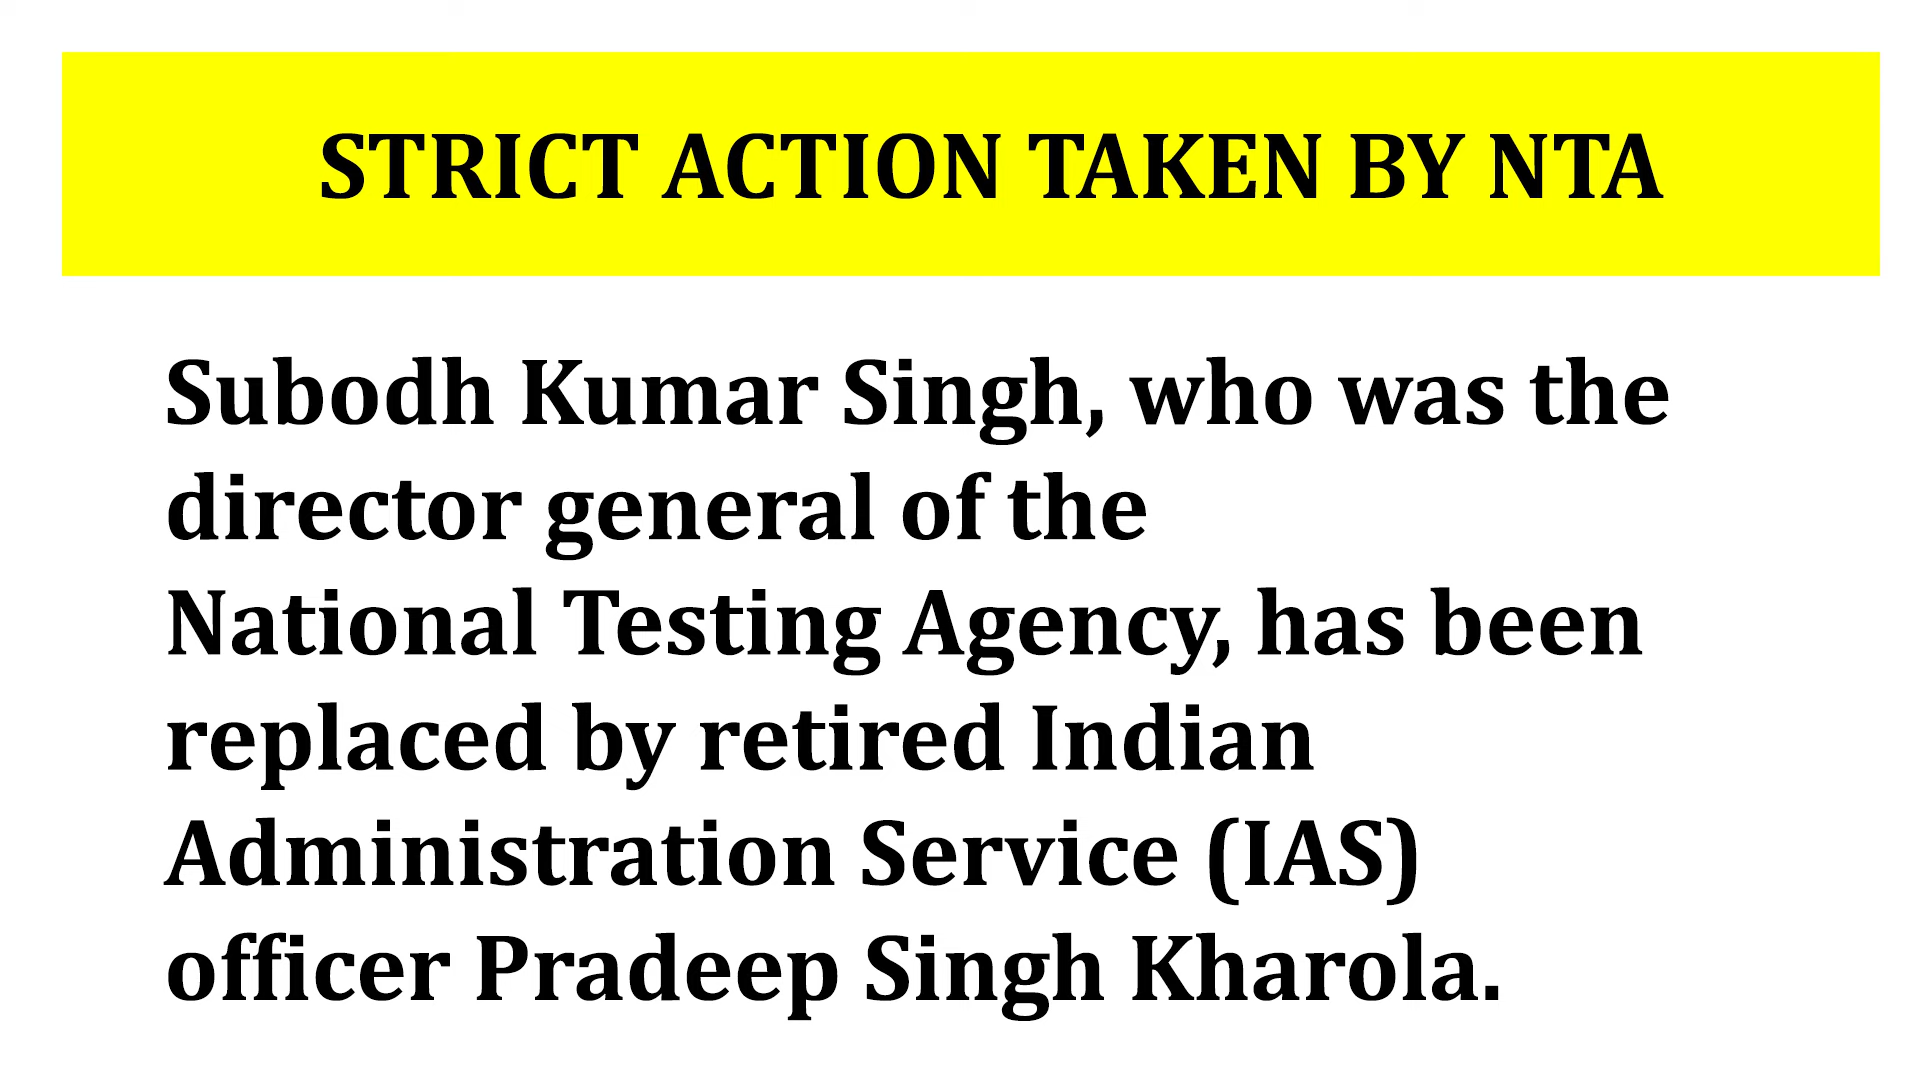 STRICT ACTION TAKEN BY NTA
Subodh Kumar Singh, who was the
director general of the
National Testing Agency, has been
replaced by retired Indian
Administration Service (IAS)
officer Pradeep Singh Kharola.